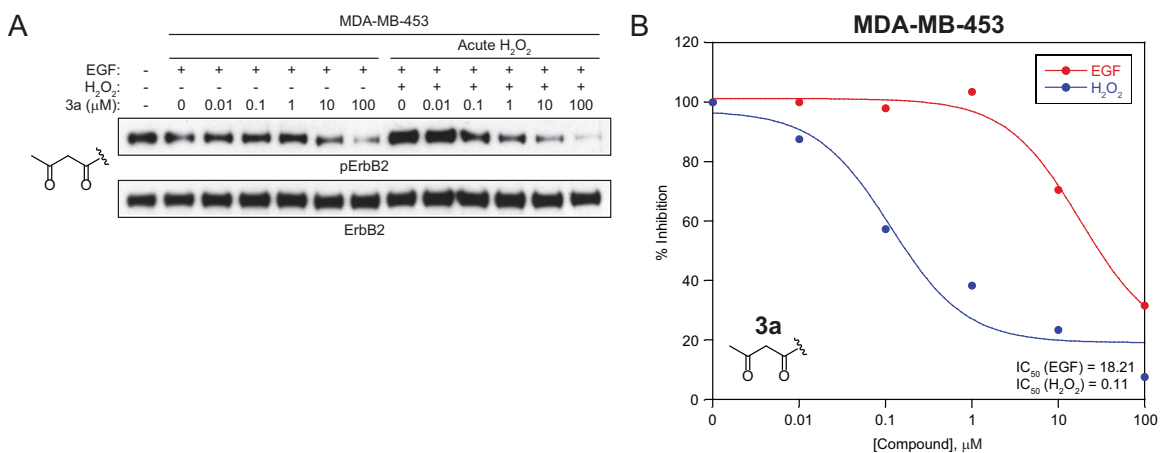 A
MDA-MB-453
Acute H₂O₂
EGF: - + + + + + + + + + + + +
H₂O₂: - - - - - - - + + + + + +
3a (μM): - 0 0.01 0.1 1 10 100 0 0.01 0.1 1 10 100
O O
pErbB2
ErbB2
B
MDA-MB-453
120
100
80
60
40
20
0
% Inhibition
EGF
H₂O₂
3a
O O
IC₅₀ (EGF) = 18.21
IC₅₀ (H₂O₂) = 0.11
0 0.01 0.1 1 10 100
[Compound], μM